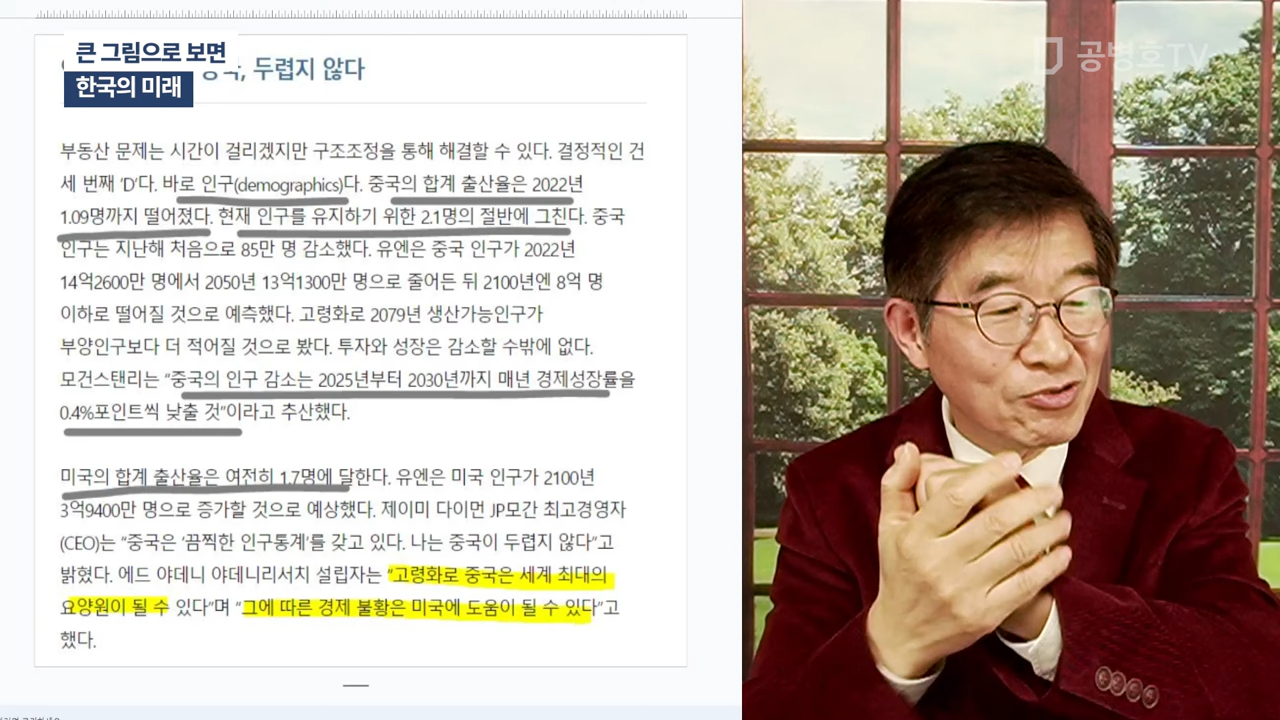 큰 그림으로 보면
한국의 미래
두렵지 않다
공병호TV
부동산 문제는 시간이 걸리겠지만 구조조정을 통해 해결할 수 있다. 결정적인 건
세 번째 ‘D’다. 바로 인구(demographics)다. 중국의 합계 출산율은 2022년
1.09명까지 떨어졌다. 현재 인구를 유지하기 위한 2.1명의 절반에 그친다. 중국
인구는 지난해 처음으로 85만 명 감소했다. 유엔은 중국 인구가 2022년
14억2600만 명에서 2050년 13억1300만 명으로 줄어든 뒤 2100년엔 8억 명
이하로 떨어질 것으로 예측했다. 고령화로 2079년 생산가능인구가
부양인구보다 더 적어질 것으로 봤다. 투자와 성장은 감소할 수밖에 없다.
모건스탠리는 “중국의 인구 감소는 2025년부터 2030년까지 매년 경제성장률을
0.4%포인트씩 낮출 것”이라고 추산했다.
미국의 합계 출산율은 여전히 1.7명에 달한다. 유엔은 미국 인구가 2100년
3억9400만 명으로 증가할 것으로 예상했다. 제이미 다이먼 JP모간 최고경영자
(CEO)는 “중국은 ‘끔찍한 인구통계’를 갖고 있다. 나는 중국이 두렵지 않다”고
밝혔다. 에드 야데니 야데니리서치 설립자는 “고령화로 중국은 세계 최대의
요양원이 될 수 있다”며 “그에 따른 경제 불황은 미국에 도움이 될 수 있다”고
했다.